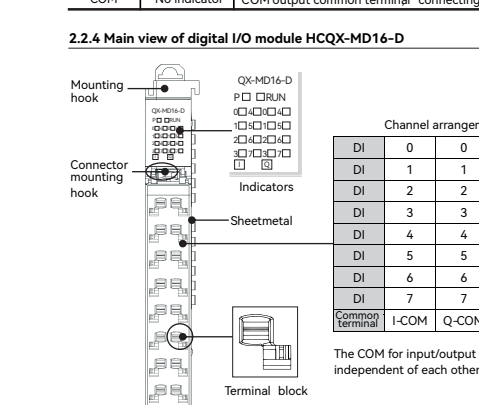 COM No indicator COM output common terminal connecting
2.2.4 Main view of digital I/O module HCQX-MD16-D
Mounting
hook
QX-MD16-D
P RUN
QX-MD16-D
P RUN
0 4 0 4
1 5 1 5
2 6 2 6
3 7 3 7
I Q
Indicators
Connector
mounting
hook
Sheetmetal
Terminal block
Channel
DI 0 0
DI 1 1
DI 2 2
DI 3 3
DI 4 4
DI 5 5
DI 6 6
DI 7 7
Common
terminal I-COM
The COM for input/output
independent of each other